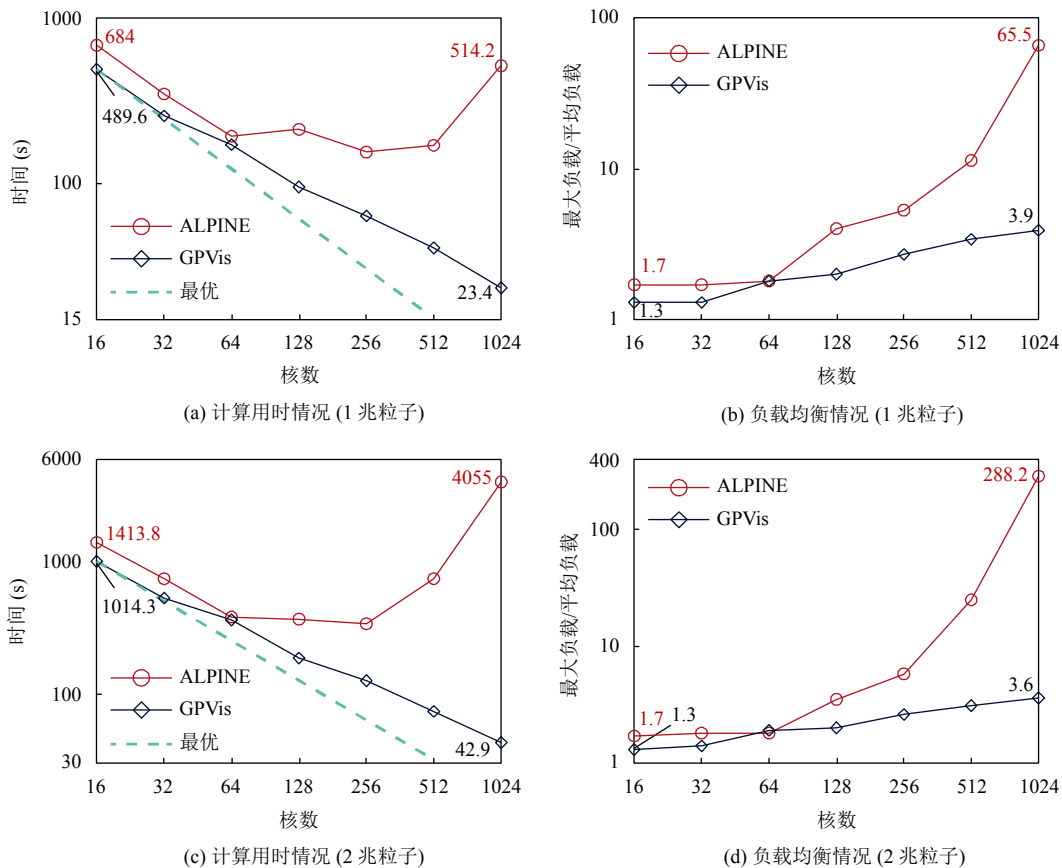 1000
684
514.2
489.6
时间 (s)
100
ALPINE
GPVis
最优
23.4
15
16 32 64 128 256 512 1024
核数
(a) 计算用时情况 (1 兆粒子)
100
65.5
ALPINE
GPVis
最大负载/平均负载
10
3.9
1.7
1.3
1
16 32 64 128 256 512 1024
核数
(b) 负载均衡情况 (1 兆粒子)
6000
4055
1413.8
1000
1014.3
时间 (s)
ALPINE
100
GPVis
最优
42.9
30
16 32 64 128 256 512 1024
核数
(c) 计算用时情况 (2 兆粒子)
400
288.2
ALPINE
GPVis
100
最大负载/平均负载
10
3.6
1.7 1.3
1
16 32 64 128 256 512 1024
核数
(d) 负载均衡情况 (2 兆粒子)